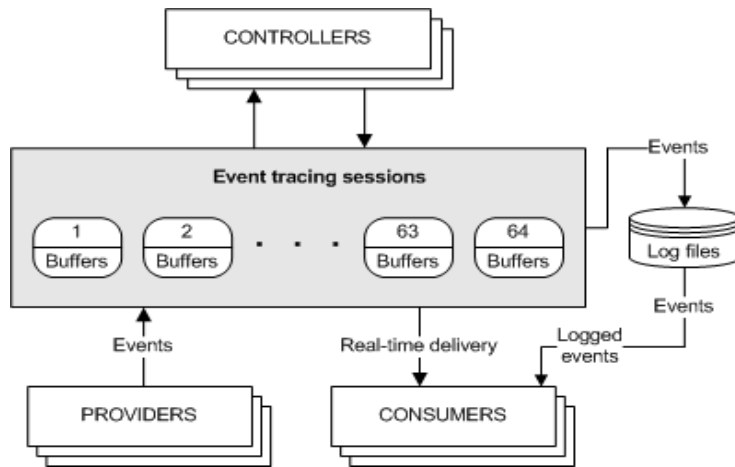 CONTROLLERS
Event tracing sessions
1
Buffers
2
Buffers
. . .
63
Buffers
64
Buffers
Events
Log files
Events
Events
Real-time delivery
Logged
events
PROVIDERS
CONSUMERS